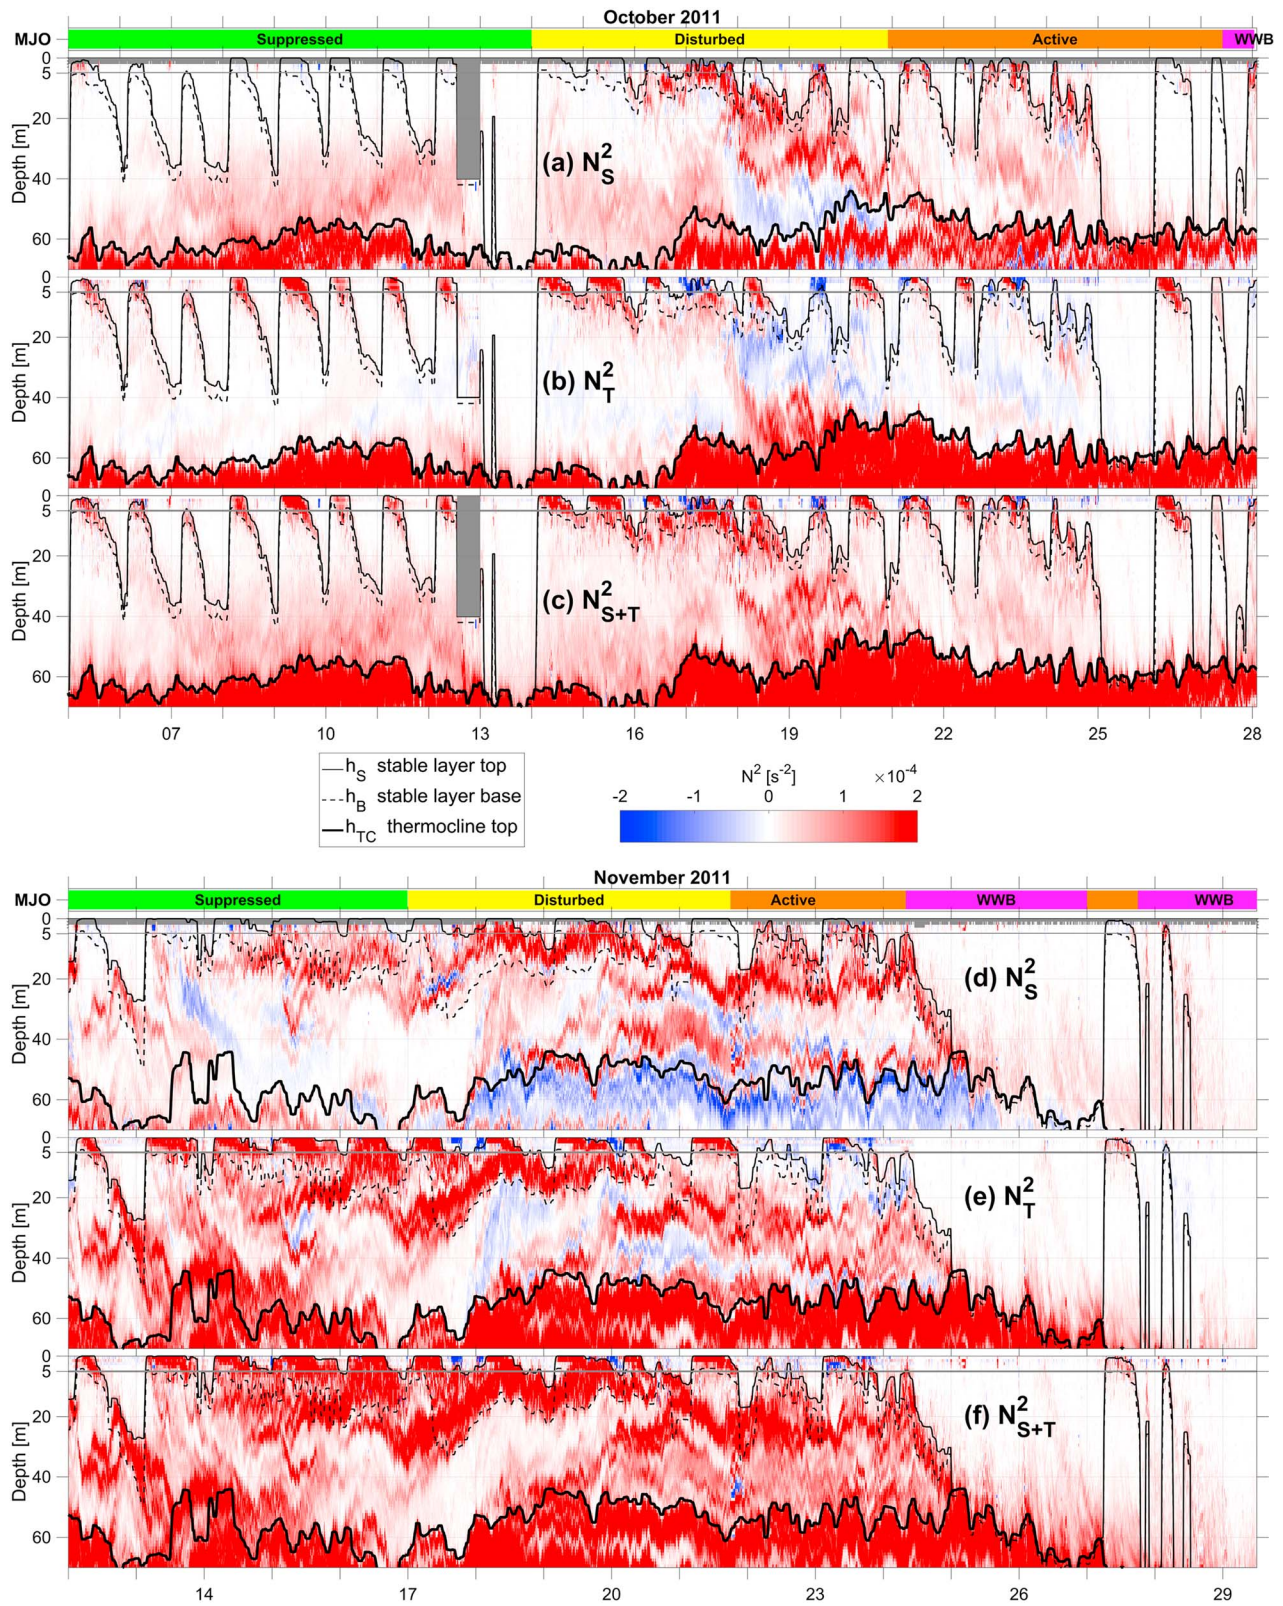 October 2011
MJO Suppressed Disturbed Active WWB
0
5
20
40
60
Depth [m]
(a) N²S
0
5
20
40
60
Depth [m]
(b) N²T
0
5
20
40
60
Depth [m]
(c) N²S+T
07 10 13 16 19 22 25 28
hS stable layer top
hB stable layer base
hTC thermocline top
N² [s⁻²] ×10⁻⁴
-2 -1 0 1 2
November 2011
MJO Suppressed Disturbed Active WWB WWB
0
5
20
40
60
Depth [m]
(d) N²S
0
5
20
40
60
Depth [m]
(e) N²T
0
5
20
40
60
Depth [m]
(f) N²S+T
14 17 20 23 26 29